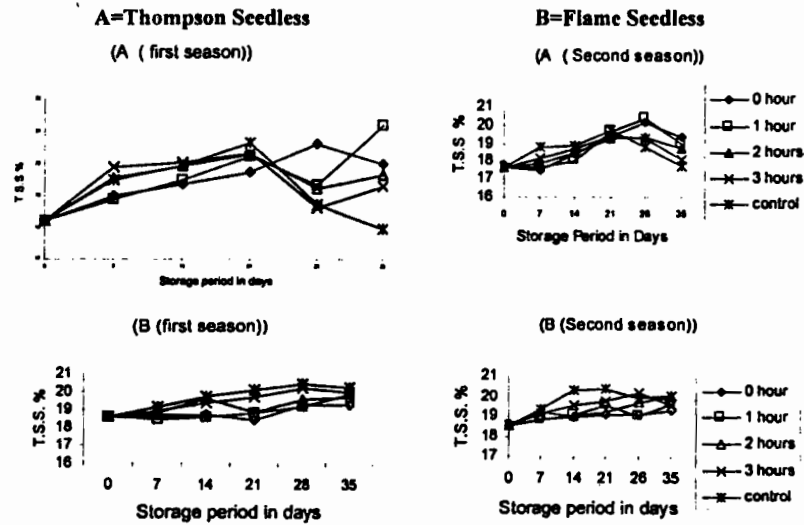 A=Thompson Seedless
B=Flame Seedless
(A ( first season))
(A ( Second season))
T.S.S %
Storage period in days
T.S.S %
21
20
19
18
17
16
0 7 14 21 28 35
Storage Period in Days
0 hour
1 hour
2 hours
3 hours
control
(B (first season))
(B (Second season))
T.S.S. %
21
20
19
18
17
16
0 7 14 21 28 35
Storage period in days
T.S.S. %
21
20
19
18
17
0 7 14 21 28 35
Storage period in days
0 hour
1 hour
2 hours
3 hours
control